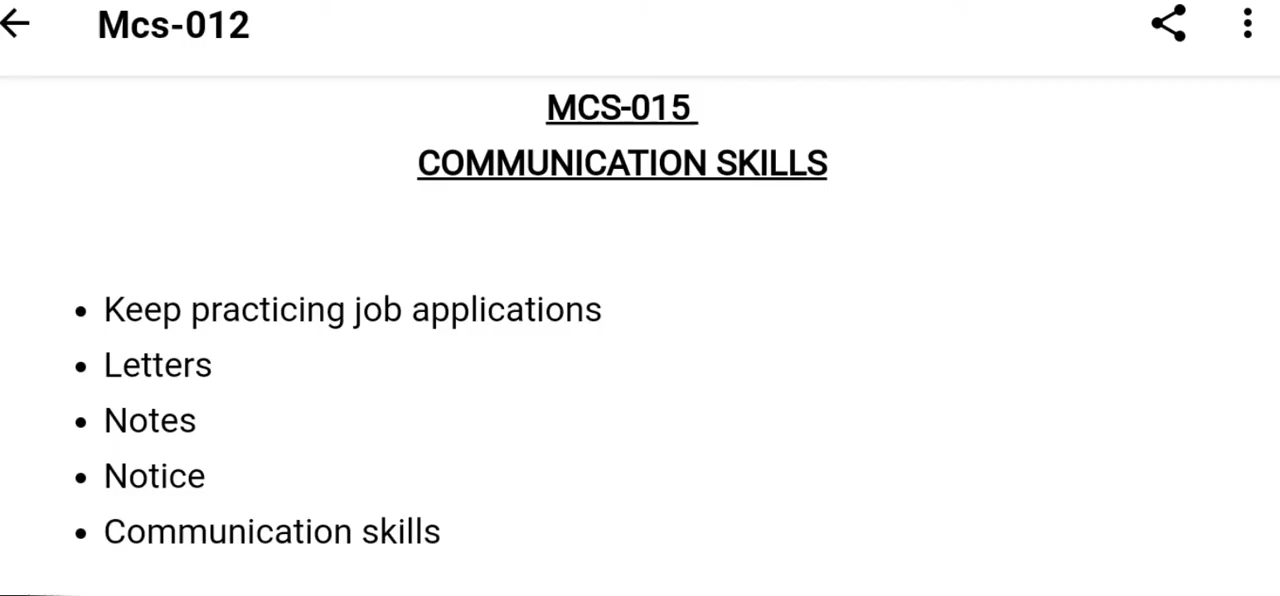 Mcs-012
MCS-015
COMMUNICATION SKILLS
• Keep practicing job applications
• Letters
• Notes
• Notice
• Communication skills